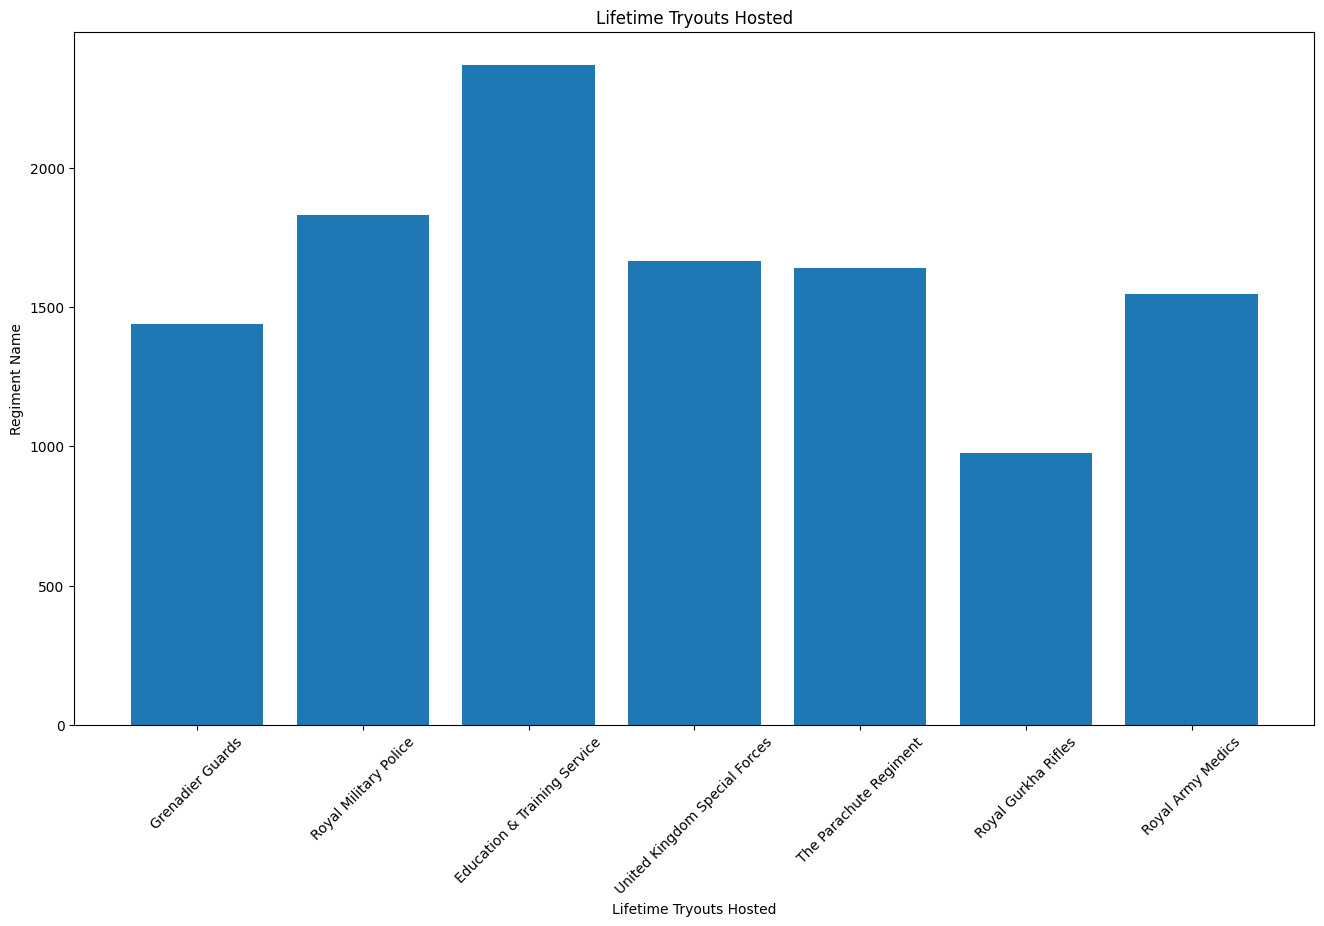 Lifetime Tryouts Hosted
Regiment Name
2000
1500
1000
500
0
Grenadier Guards
Royal Military Police
Education & Training Service
United Kingdom Special Forces
The Parachute Regiment
Royal Gurkha Rifles
Royal Army Medics
Lifetime Tryouts Hosted